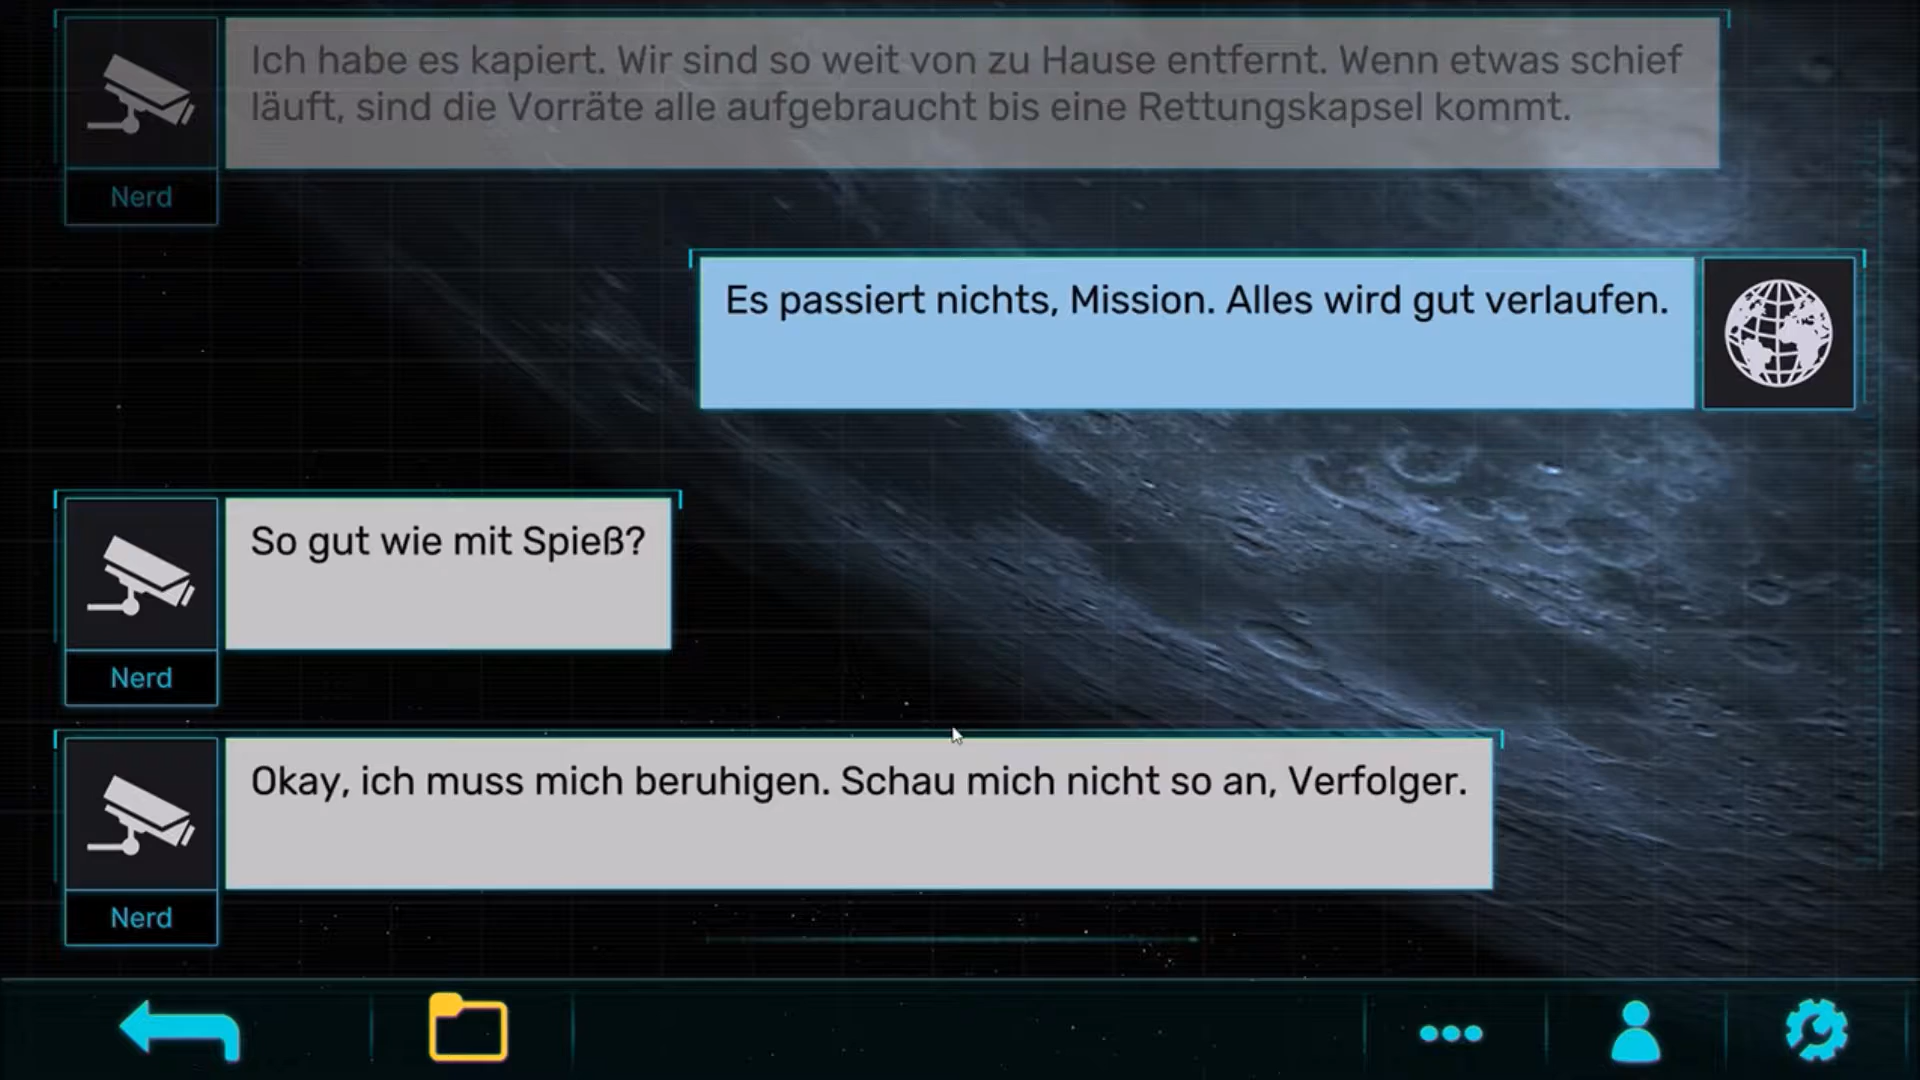 Ich habe es kapiert. Wir sind so weit von zu Hause entfernt. Wenn etwas schief
läuft, sind die Vorräte alle aufgebraucht bis eine Rettungskapsel kommt.
Nerd
Es passiert nichts, Mission. Alles wird gut verlaufen.
So gut wie mit Spieß?
Nerd
Okay, ich muss mich beruhigen. Schau mich nicht so an, Verfolger.
Nerd